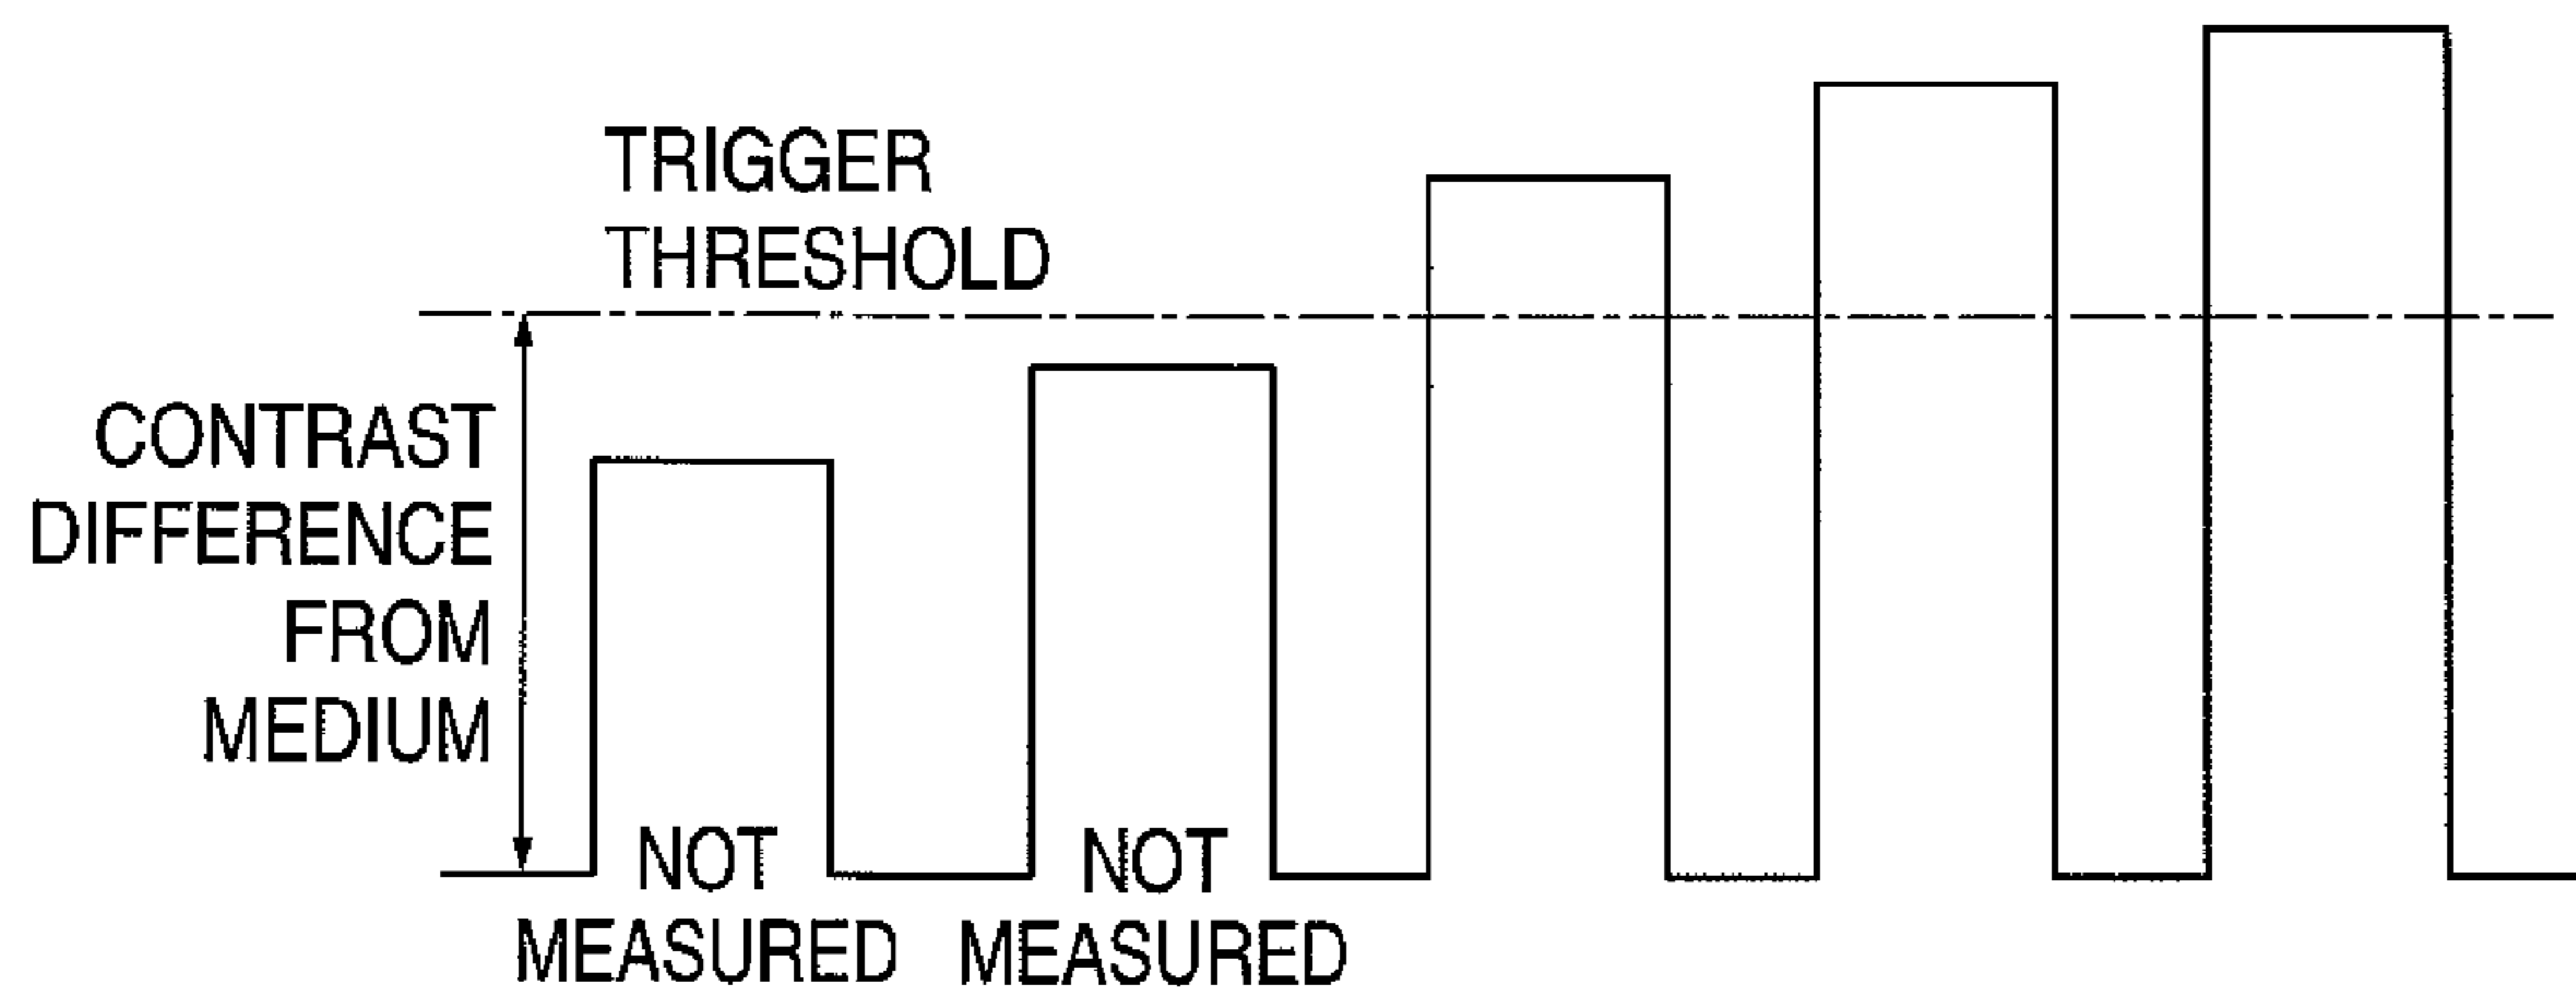 TRIGGER
THRESHOLD
CONTRAST
DIFFERENCE
FROM
MEDIUM
NOT
MEASURED
NOT
MEASURED